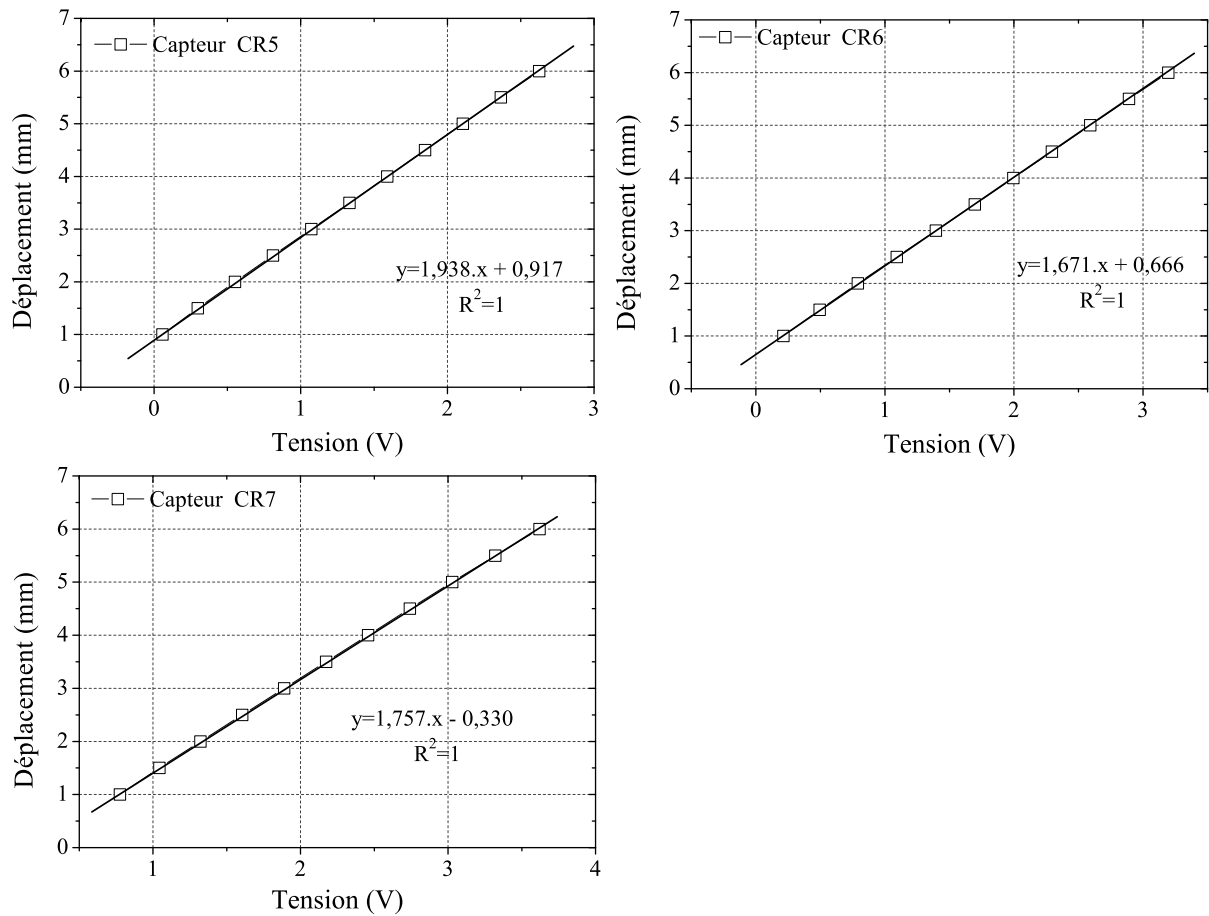 Capteur CR5
7
6
5
4
3
2
1
0
Déplacement (mm)
y=1,938.x + 0,917
R²=1
0 1 2 3
Tension (V)
Capteur CR6
7
6
5
4
3
2
1
0
Déplacement (mm)
y=1,671.x + 0,666
R²=1
0 1 2 3
Tension (V)
Capteur CR7
7
6
5
4
3
2
1
0
Déplacement (mm)
y=1,757.x - 0,330
R²=1
1 2 3 4
Tension (V)